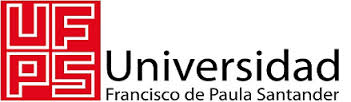 UF
PS
Universidad
Francisco de Paula Santander